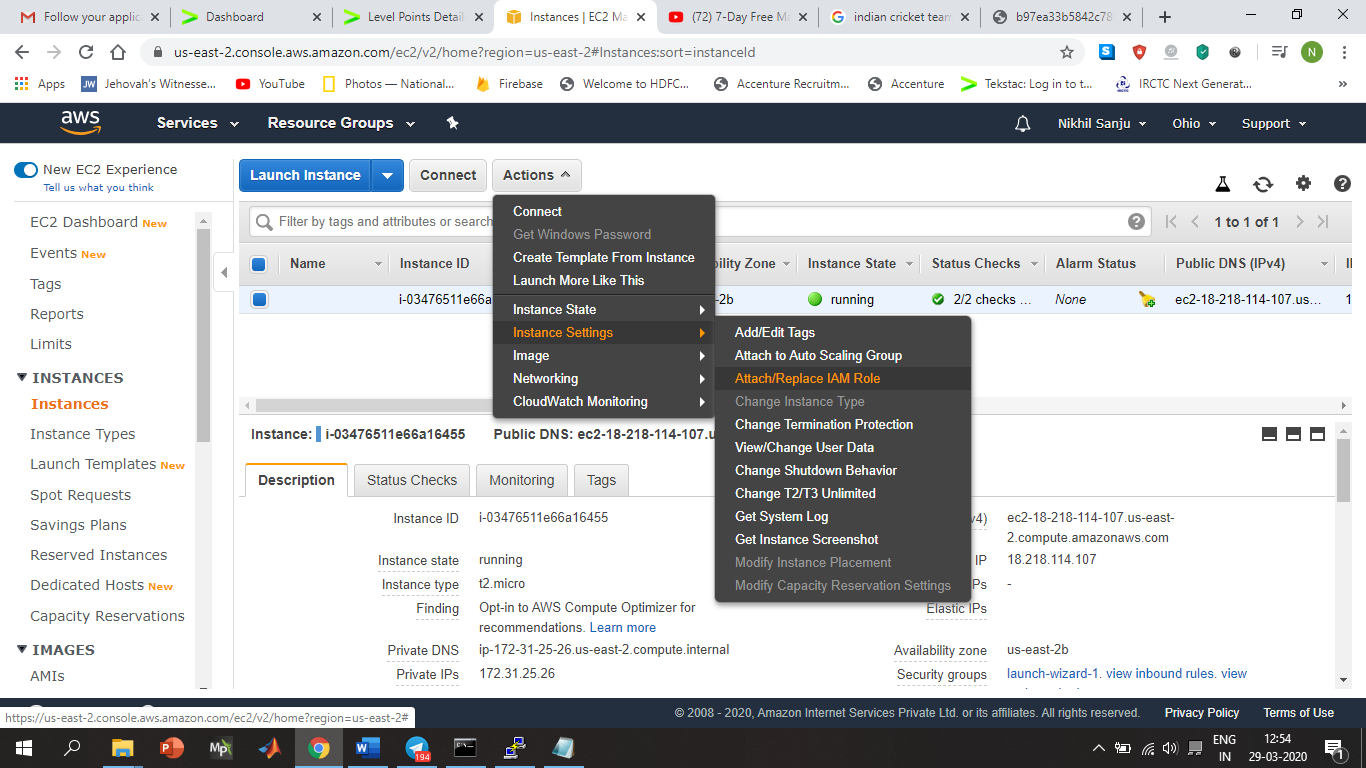 Follow your applic
Dashboard
Level Points Detail
Instances | EC2 Ma
(72) 7-Day Free Ma
indian cricket team
b97ea33b5842c78
us-east-2.console.aws.amazon.com/ec2/v2/home?region=us-east-2#Instances:sort=instanceId
N
Apps
Jehovah's Witnesse...
YouTube
Photos — National...
Firebase
Welcome to HDFC...
Accenture Recruitm...
Accenture
Tekstac: Log in to t...
IRCTC Next Generat...
aws
Services
Resource Groups
Nikhil Sanju
Ohio
Support
New EC2 Experience
Tell us what you think
EC2 Dashboard New
Events New
Tags
Reports
Limits
INSTANCES
Instances
Instance Types
Launch Templates New
Spot Requests
Savings Plans
Reserved Instances
Dedicated Hosts New
Capacity Reservations
IMAGES
AMIs
Launch Instance
Connect
Actions
Filter by tags and attributes or search
1 to 1 of 1
Name
Instance ID
bility Zone
Instance State
Status Checks
Alarm Status
Public DNS (IPv4)
i-03476511e66a
-2b
running
2/2 checks ...
None
ec2-18-218-114-107.us...
Connect
Get Windows Password
Create Template From Instance
Launch More Like This
Instance State
Instance Settings
Image
Networking
CloudWatch Monitoring
Add/Edit Tags
Attach to Auto Scaling Group
Attach/Replace IAM Role
Change Instance Type
Change Termination Protection
View/Change User Data
Change Shutdown Behavior
Change T2/T3 Unlimited
Get System Log
Get Instance Screenshot
Modify Instance Placement
Modify Capacity Reservation Settings
Instance: i-03476511e66a16455
Public DNS: ec2-18-218-114-107.u
Description
Status Checks
Monitoring
Tags
Instance ID i-03476511e66a16455
Instance state running
Instance type t2.micro
Finding Opt-in to AWS Compute Optimizer for
recommendations. Learn more
Private DNS ip-172-31-25-26.us-east-2.compute.internal
Private IPs 172.31.25.26
v4) ec2-18-218-114-107.us-east-
2.compute.amazonaws.com
IP 18.218.114.107
Ps -
Elastic IPs
Availability zone us-east-2b
Security groups launch-wizard-1. view inbound rules. view
https://us-east-2.console.aws.amazon.com/ec2/v2/home?region=us-east-2#
© 2008 - 2020, Amazon Internet Services Private Ltd. or its affiliates. All rights reserved.
Privacy Policy
Terms of Use
194
ENG
IN
12:54
29-03-2020
1